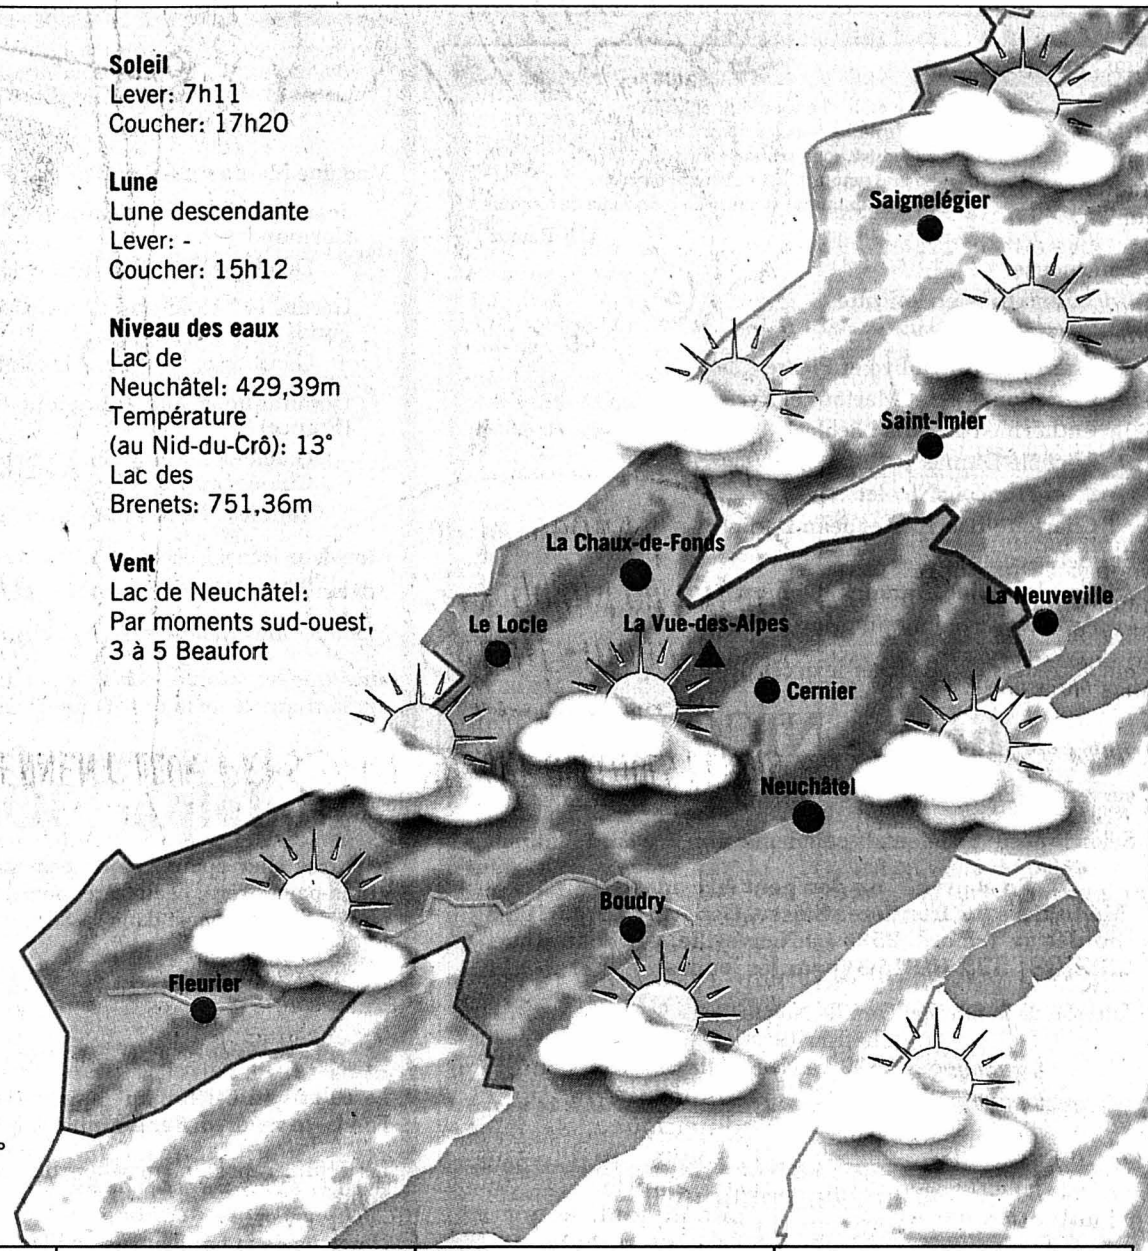 Soleil
Lever: 7h11
Coucher: 17h20
Lune
Lune descendante
Lever: -
Coucher: 15h12
Niveau des eaux
Lac de
Neuchâtel: 429,39m
Température
(au Nid-du-Crô): 13°
Lac des
Brenets: 751,36m
Vent
Lac de Neuchâtel:
Par moments sud-ouest,
3 à 5 Beaufort
Saignelégier
Saint-Imier
La Chaux-de-Fonds
La Neuveville
Le Locle
La Vue-des-Alpes
Cernier
Neuchâtel
Boudry
Fleurier